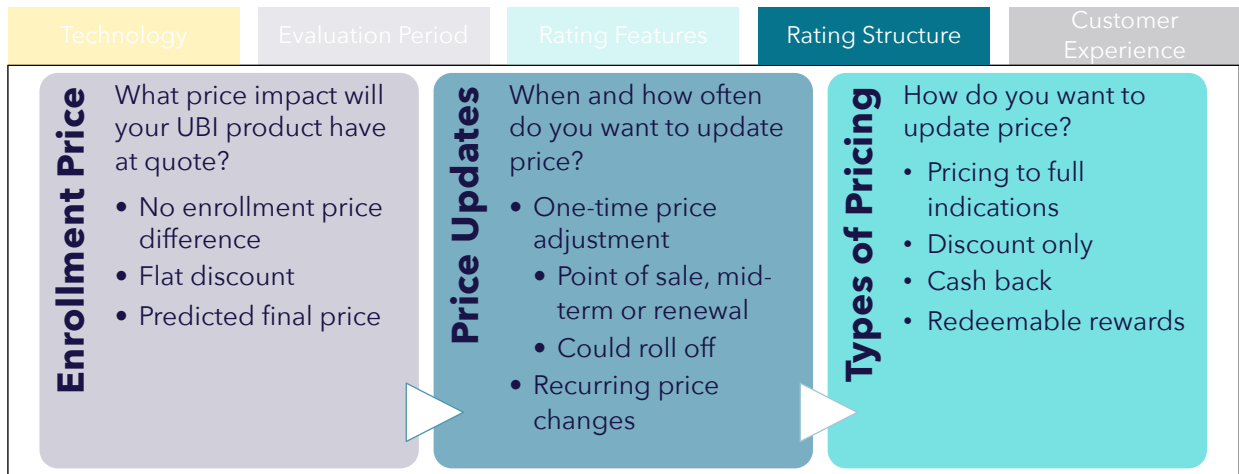 Technology
Evaluation Period
Rating Features
Rating Structure
Customer
Experience
Enrollment Price
What price impact will
your UBI product have
at quote?
• No enrollment price
difference
• Flat discount
• Predicted final price
Price Updates
When and how often
do you want to update
price?
• One-time price
adjustment
• Point of sale, mid-
term or renewal
• Could roll off
• Recurring price
changes
Types of Pricing
How do you want to
update price?
• Pricing to full
indications
• Discount only
• Cash back
• Redeemable rewards